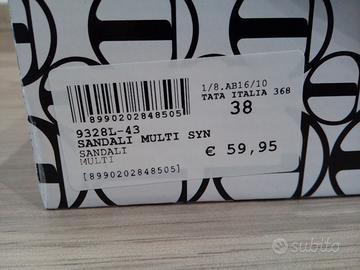 1/8.AB16/10
TATA ITALIA 368
38
8990202848505
9328L-43
SANDALI MULTI SYN
SANDALI
MULTI
€ 59,95
[8990202848505]
subito